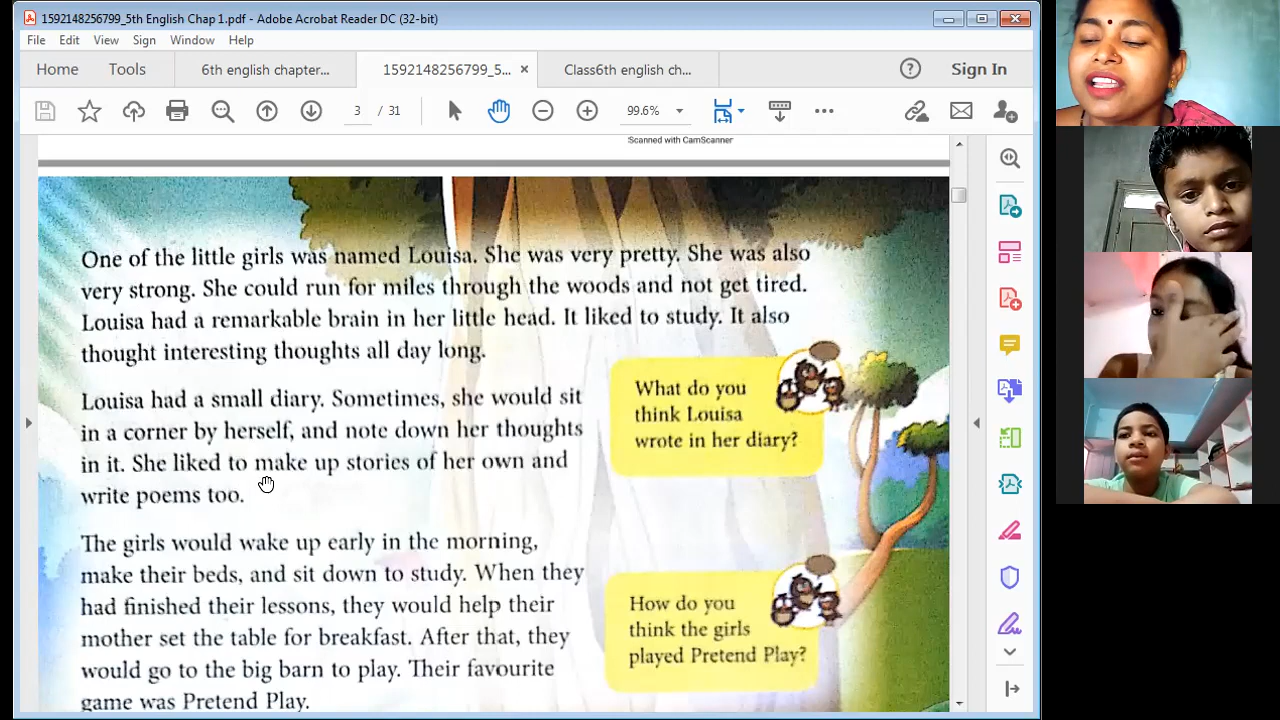 1592148256799_5th English Chap 1.pdf - Adobe Acrobat Reader DC (32-bit)
File Edit View Sign Window Help
Home Tools 6th english chapter... 1592148256799_5... × Class6th english ch... Sign In
3 / 31 99.6%
Scanned with CamScanner
One of the little girls was named Louisa. She was very pretty. She was also
very strong. She could run for miles through the woods and not get tired.
Louisa had a remarkable brain in her little head. It liked to study. It also
thought interesting thoughts all day long.
Louisa had a small diary. Sometimes, she would sit
in a corner by herself, and note down her thoughts
in it. She liked to make up stories of her own and
write poems too.
What do you
think Louisa
wrote in her diary?
The girls would wake up early in the morning,
make their beds, and sit down to study. When they
had finished their lessons, they would help their
mother set the table for breakfast. After that, they
would go to the big barn to play. Their favourite
game was Pretend Play.
How do you
think the girls
played Pretend Play?